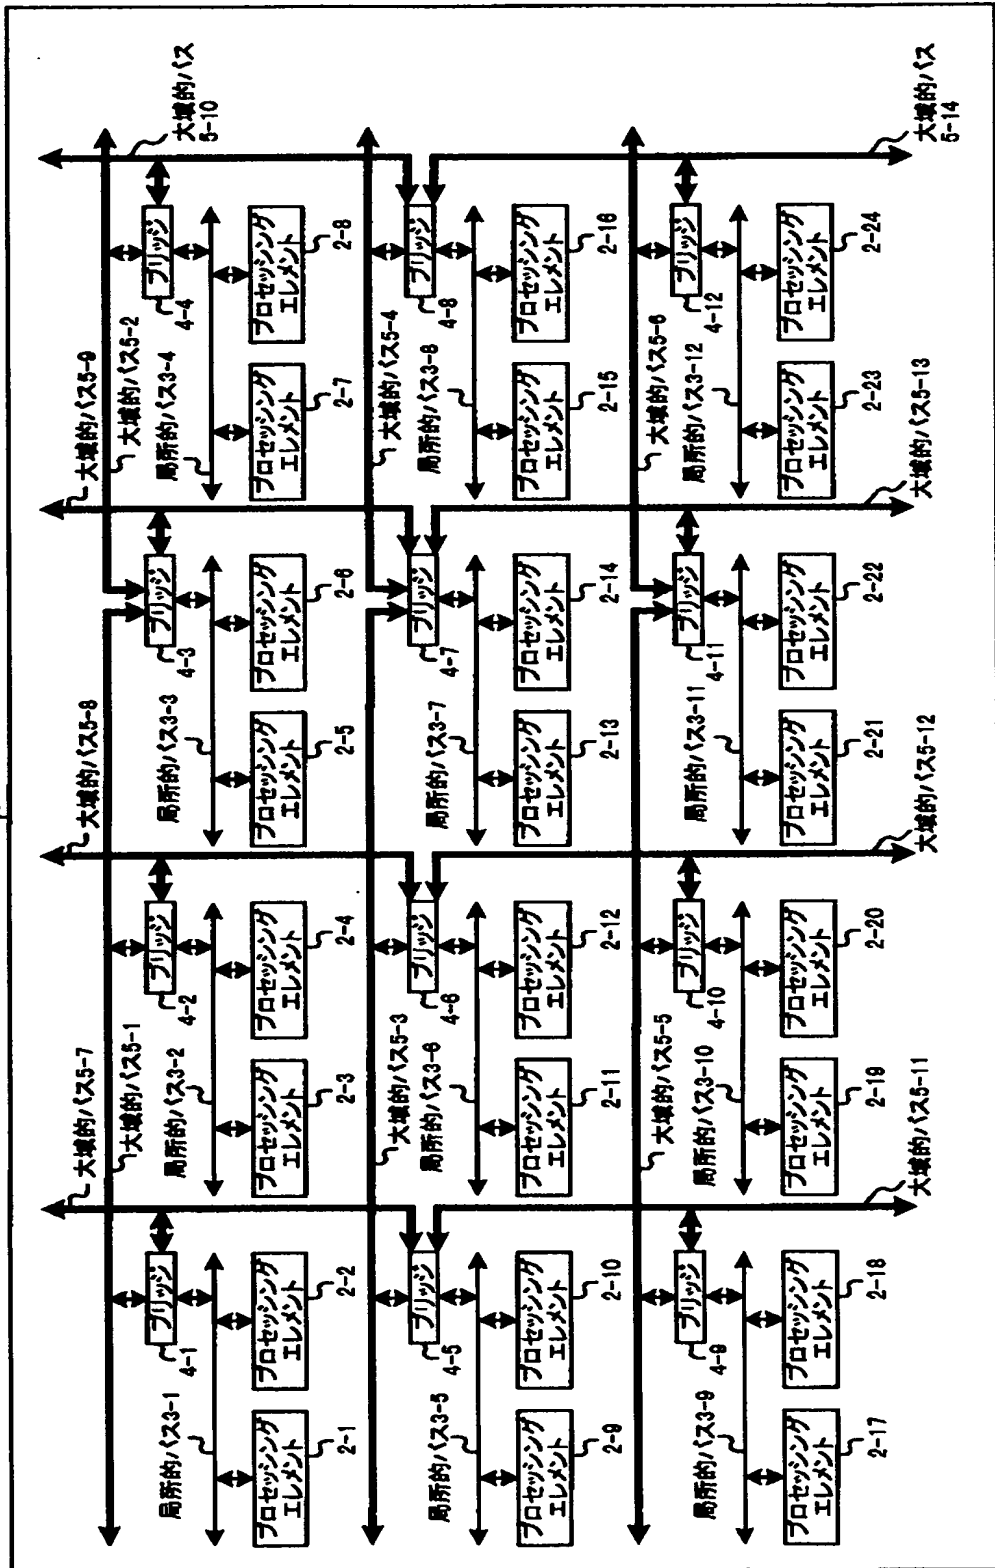 大域的バス5-7
大域的バス5-8
大域的バス5-9
大域的バス
5-10
大域的バス5-1
大域的バス5-2
ブリッジ
4-1
ブリッジ
4-2
ブリッジ
4-3
ブリッジ
4-4
局所的バス3-1
局所的バス3-2
局所的バス3-3
局所的バス3-4
プロセッシング
エレメント
2-1
プロセッシング
エレメント
2-2
プロセッシング
エレメント
2-3
プロセッシング
エレメント
2-4
プロセッシング
エレメント
2-5
プロセッシング
エレメント
2-6
プロセッシング
エレメント
2-7
プロセッシング
エレメント
2-8
大域的バス5-3
大域的バス5-4
ブリッジ
4-5
ブリッジ
4-6
ブリッジ
4-7
ブリッジ
4-8
局所的バス3-5
局所的バス3-6
局所的バス3-7
局所的バス3-8
プロセッシング
エレメント
2-9
プロセッシング
エレメント
2-10
プロセッシング
エレメント
2-11
プロセッシング
エレメント
2-12
プロセッシング
エレメント
2-13
プロセッシング
エレメント
2-14
プロセッシング
エレメント
2-15
プロセッシング
エレメント
2-16
大域的バス5-5
大域的バス5-6
ブリッジ
4-9
ブリッジ
4-10
ブリッジ
4-11
ブリッジ
4-12
局所的バス3-9
局所的バス3-10
局所的バス3-11
局所的バス3-12
プロセッシング
エレメント
2-17
プロセッシング
エレメント
2-18
プロセッシング
エレメント
2-19
プロセッシング
エレメント
2-20
プロセッシング
エレメント
2-21
プロセッシング
エレメント
2-22
プロセッシング
エレメント
2-23
プロセッシング
エレメント
2-24
大域的バス5-11
大域的バス5-12
大域的バス5-13
大域的バス
5-14